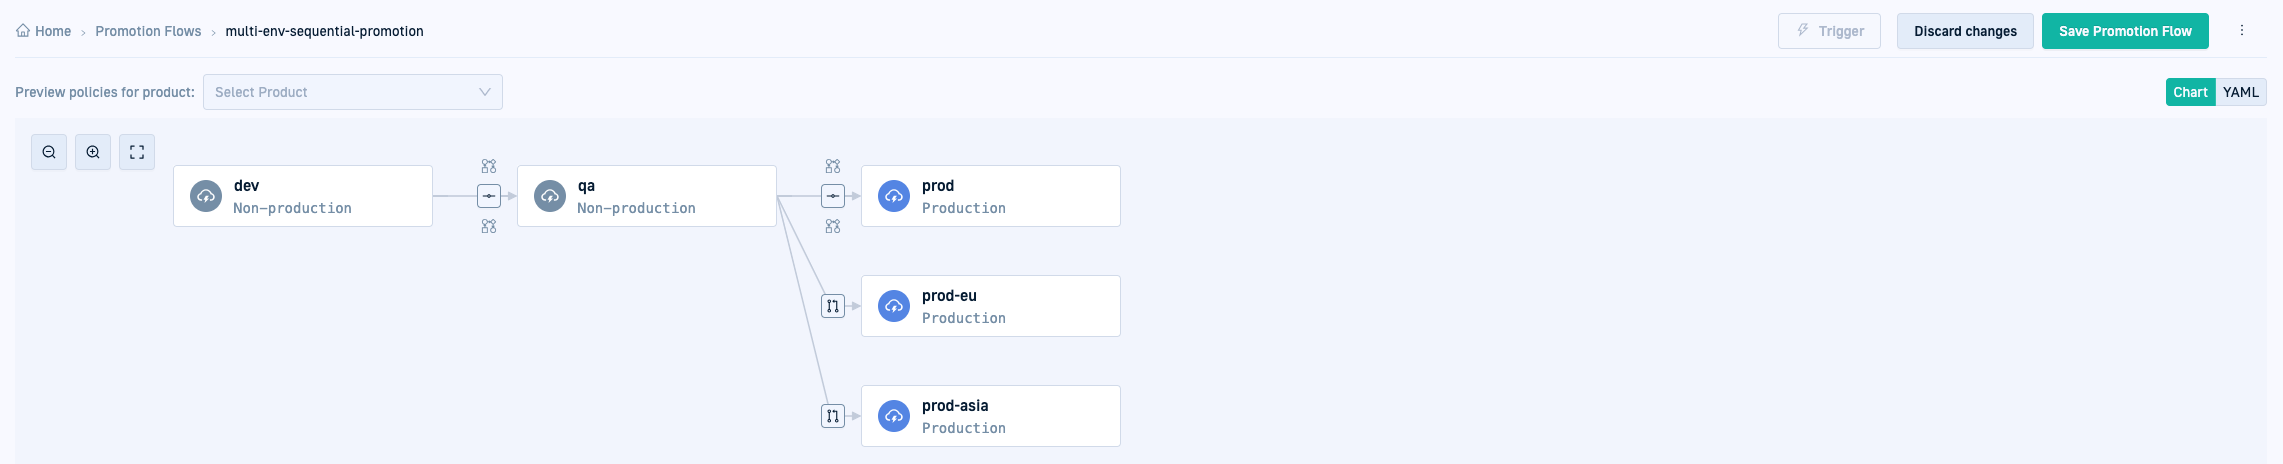 Home › Promotion Flows › multi-env-sequential-promotion
Trigger
Discard changes
Save Promotion Flow
Preview policies for product:
Select Product
Chart
YAML
dev
Non-production
qa
Non-production
prod
Production
prod-eu
Production
prod-asia
Production